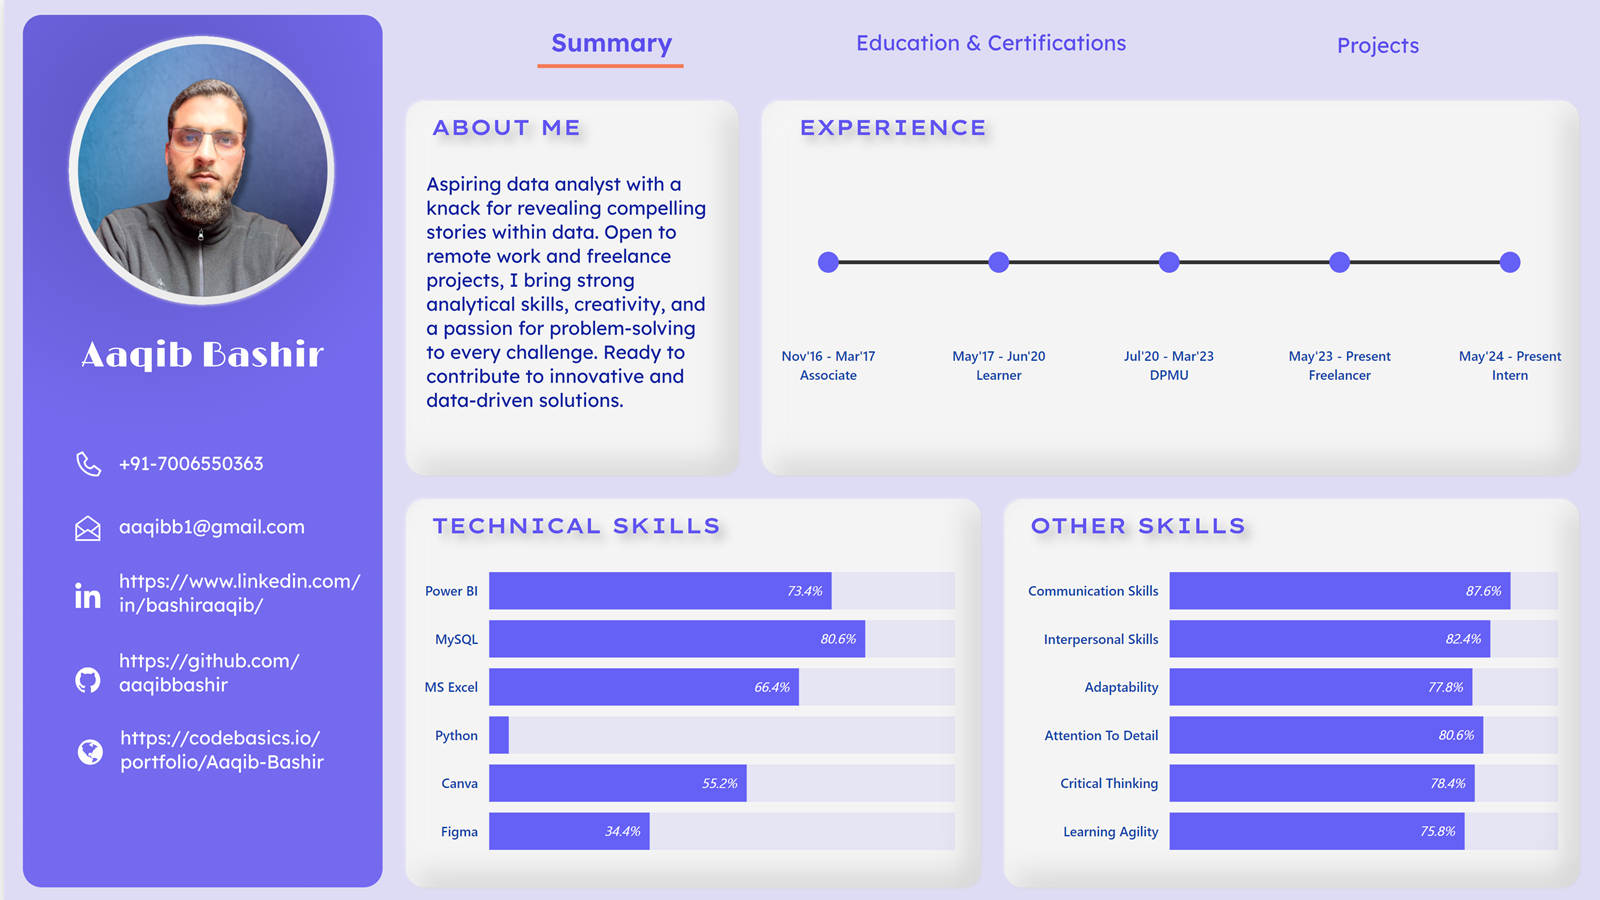 Summary
Education & Certifications
Projects
Aaqib Bashir
+91-7006550363
aaqibb1@gmail.com
https://www.linkedin.com/
in/bashiraaqib/
https://github.com/
aaqibbashir
https://codebasics.io/
portfolio/Aaqib-Bashir
ABOUT ME
Aspiring data analyst with a
knack for revealing compelling
stories within data. Open to
remote work and freelance
projects, I bring strong
analytical skills, creativity, and
a passion for problem-solving
to every challenge. Ready to
contribute to innovative and
data-driven solutions.
EXPERIENCE
Nov'16 - Mar'17
Associate
May'17 - Jun'20
Learner
Jul'20 - Mar'23
DPMU
May'23 - Present
Freelancer
May'24 - Present
Intern
TECHNICAL SKILLS
Power BI 73.4%
MySQL 80.6%
MS Excel 66.4%
Python
Canva 55.2%
Figma 34.4%
OTHER SKILLS
Communication Skills 87.6%
Interpersonal Skills 82.4%
Adaptability 77.8%
Attention To Detail 80.6%
Critical Thinking 78.4%
Learning Agility 75.8%